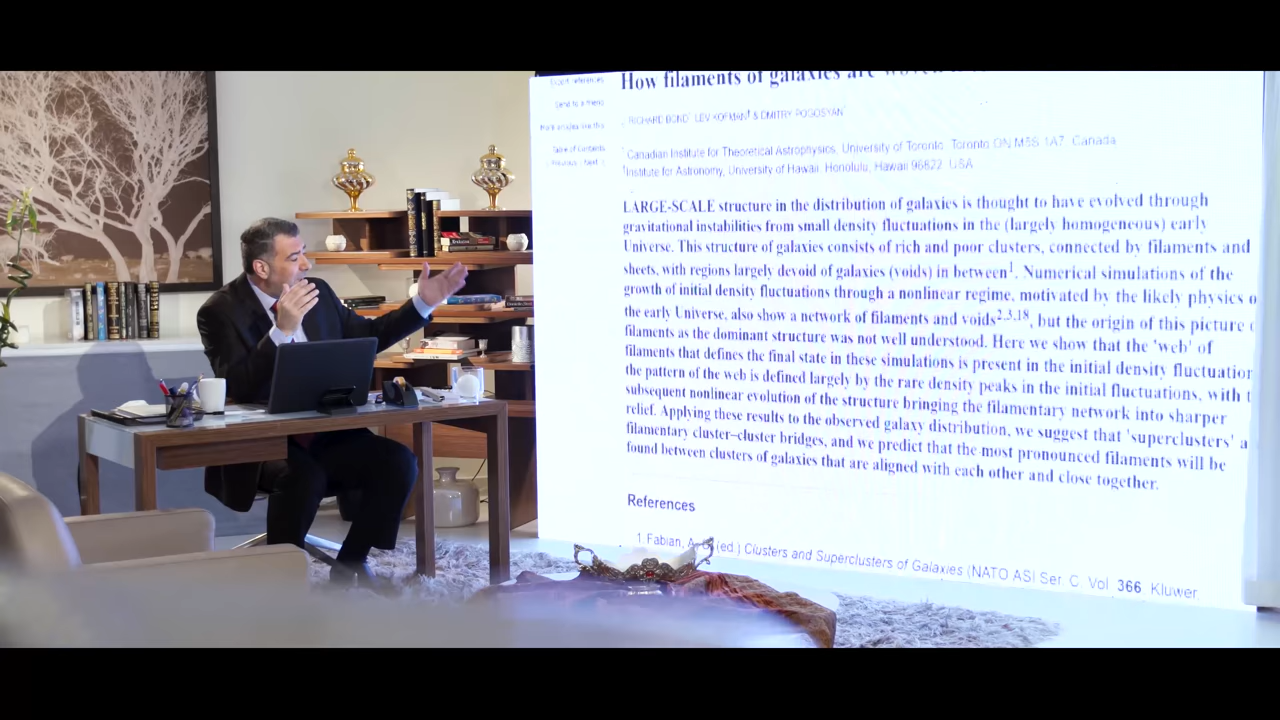 Export references
Send to a friend
Table of Contents
How filaments of galaxies are woven
RICHARD BOND, LEV KOFMAN† & DMITRY POGOSYAN
Canadian Institute for Theoretical Astrophysics, University of Toronto, Toronto ON M5S 1A7, Canada
†Institute for Astronomy, University of Hawaii, Honolulu, Hawaii 96822, USA
LARGE-SCALE structure in the distribution of galaxies is thought to have evolved through
gravitational instabilities from small density fluctuations in the (largely homogeneous) early
Universe. This structure of galaxies consists of rich and poor clusters, connected by filaments and
sheets, with regions largely devoid of galaxies (voids) in between1. Numerical simulations of the
growth of initial density fluctuations through a nonlinear regime, motivated by the likely physics o
the early Universe, also show a network of filaments and voids2,3,18, but the origin of this picture
filaments as the dominant structure was not well understood. Here we show that the 'web' of
filaments that defines the final state in these simulations is present in the initial density fluctuation
the pattern of the web is defined largely by the rare density peaks in the initial fluctuations, with t
subsequent nonlinear evolution of the structure bringing the filamentary network into sharper
relief. Applying these results to the observed galaxy distribution, we suggest that 'superclusters' a
filamentary cluster–cluster bridges, and we predict that the most pronounced filaments will be
found between clusters of galaxies that are aligned with each other and close together.
References
1. Fabian, A. C. (ed.) Clusters and Superclusters of Galaxies (NATO ASI Ser. C, Vol. 366, Kluwer